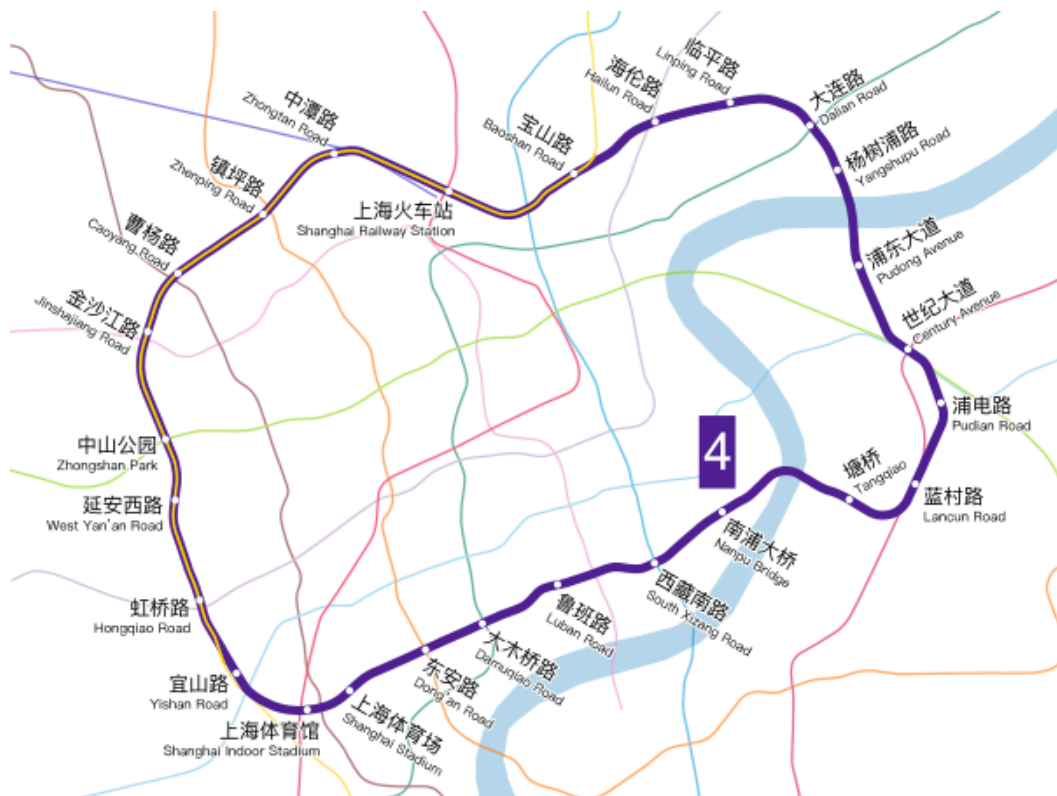 临平路
Linping Road
海伦路
Hailun Road
大连路
Dalian Road
中潭路
Zhongtan Road
宝山路
Baoshan Road
杨树浦路
Yangshupu Road
镇坪路
Zhenping Road
上海火车站
Shanghai Railway Station
曹杨路
Caoyang Road
浦东大道
Pudong Avenue
金沙江路
Jinshajiang Road
世纪大道
Century Avenue
浦电路
Pudian Road
中山公园
Zhongshan Park
4
塘桥
Tangqiao
蓝村路
Lancun Road
延安西路
West Yan'an Road
南浦大桥
Nanpu Bridge
西藏南路
South Xizang Road
虹桥路
Hongqiao Road
鲁班路
Luban Road
大木桥路
Damuqiao Road
东安路
Dong'an Road
宜山路
Yishan Road
上海体育场
Shanghai Stadium
上海体育馆
Shanghai Indoor Stadium